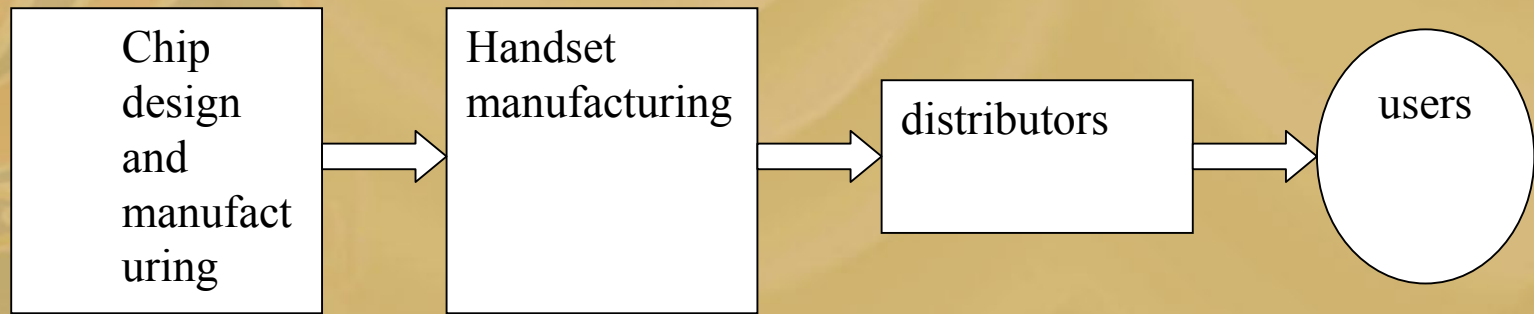 Chip
design
and
manufact
uring
Handset
manufacturing
distributors
users